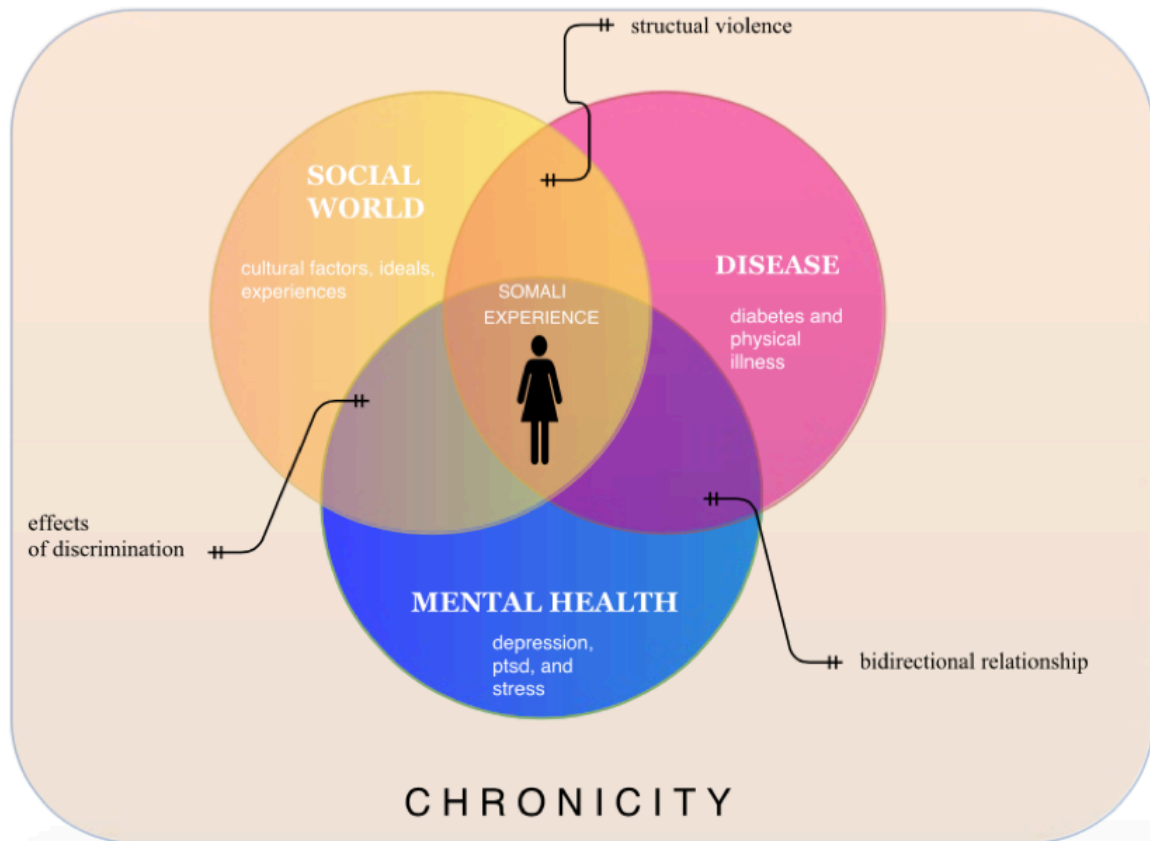 structual violence
SOCIAL
WORLD
cultural factors, ideals,
experiences
DISEASE
diabetes and
physical
illness
SOMALI
EXPERIENCE
effects
of discrimination
MENTAL HEALTH
depression,
ptsd, and
stress
bidirectional relationship
CHRONICITY